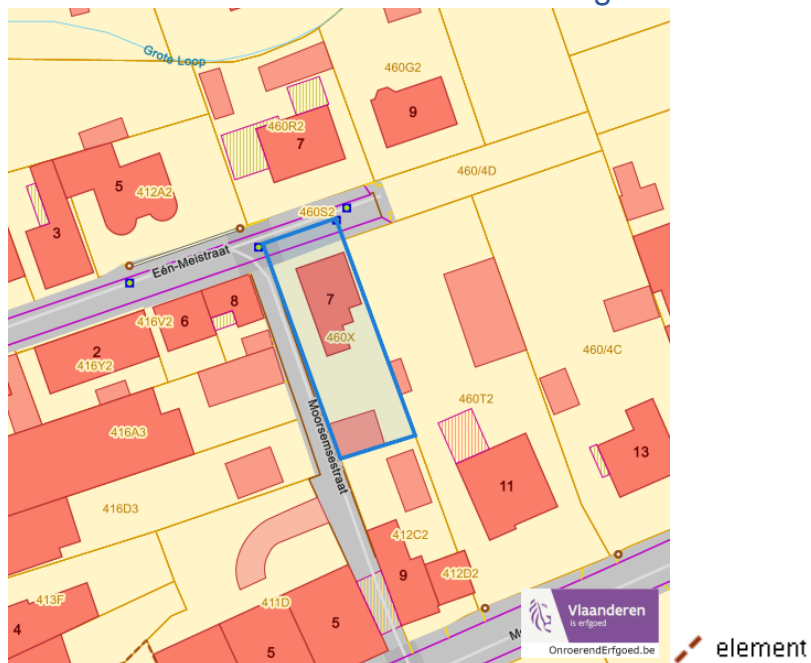 Grote Loop
460G2
460R2
9
7
460/4D
5
412A2
460S2
3
Eén-Meistraat
7
8
416Y2
6
460X
2
416Y2
460/4C
Moorsemsestraat
460T2
416A3
13
11
416D3
412C2
9
412D2
413F
411D
4
5
5
Vlaanderen
is erfgoed
OnroerendErfgoed.be
element